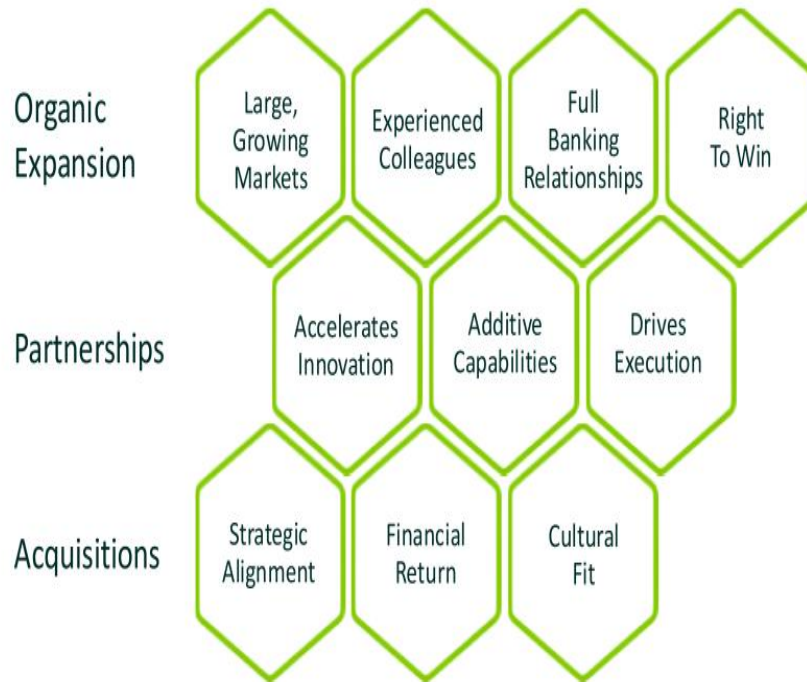 Organic
Expansion
Large,
Growing
Markets
Experienced
Colleagues
Full
Banking
Relationships
Right
To Win
Partnerships
Accelerates
Innovation
Additive
Capabilities
Drives
Execution
Acquisitions
Strategic
Alignment
Financial
Return
Cultural
Fit